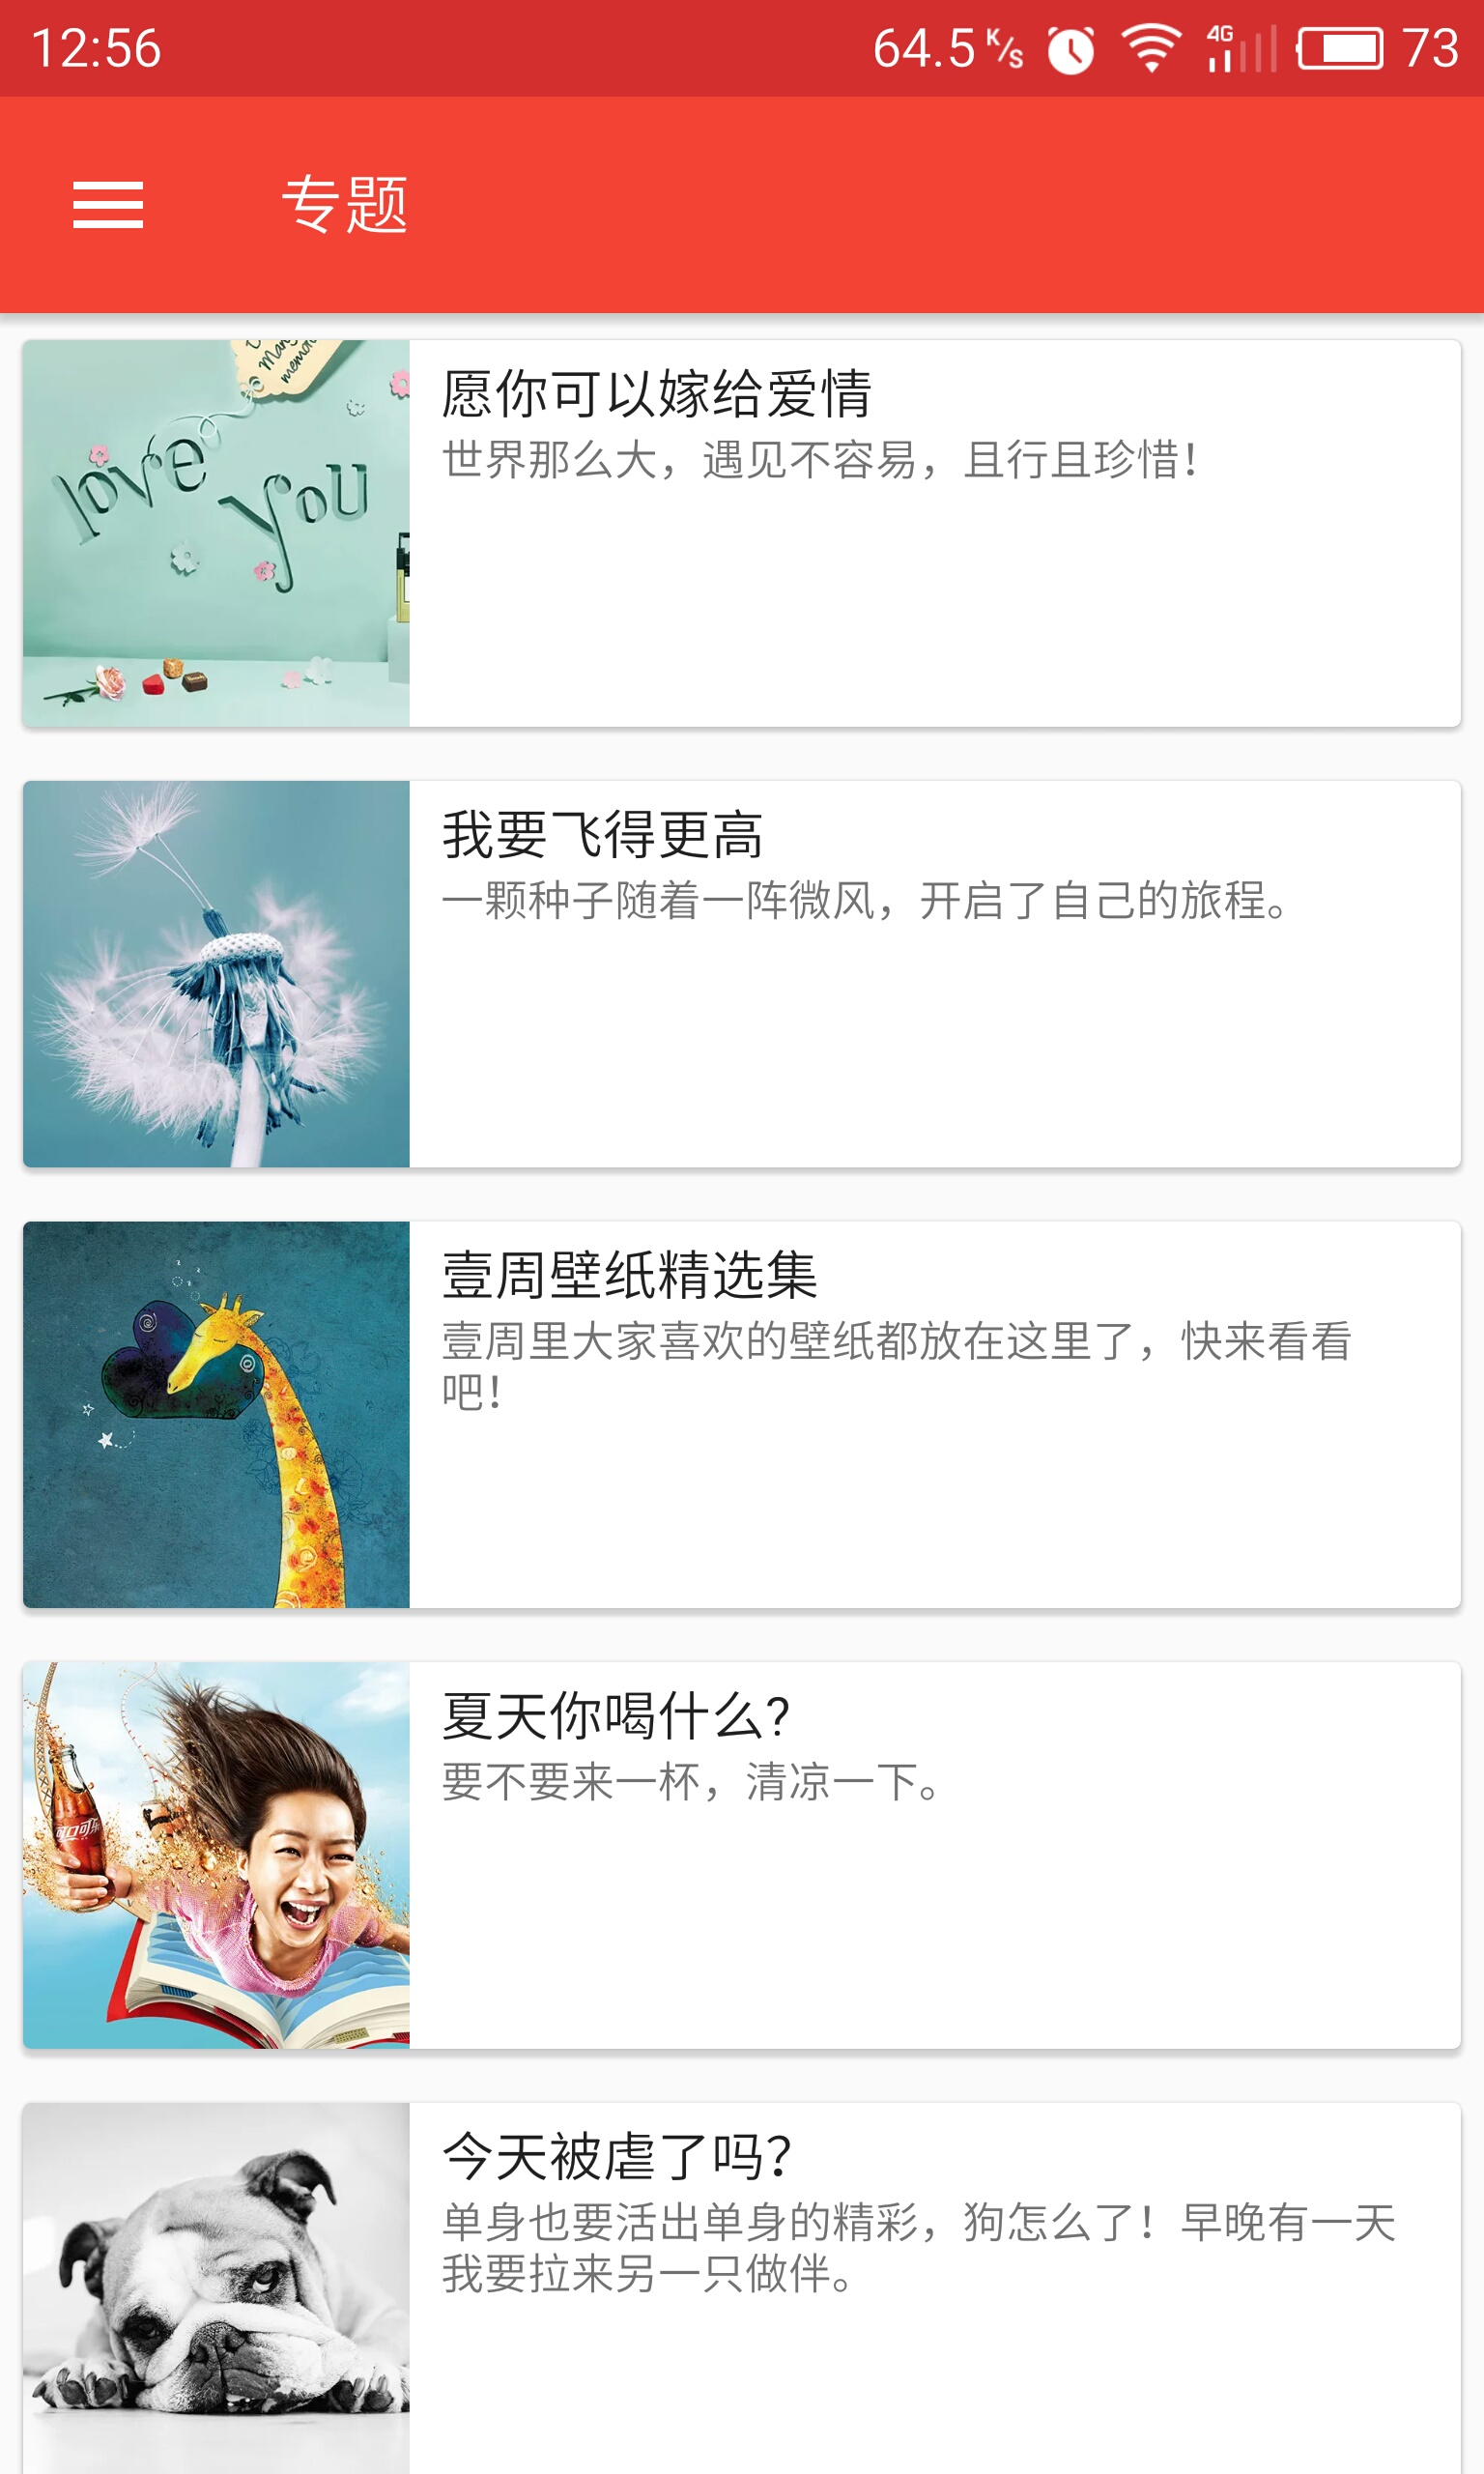 12:56
64.5 K/S
4G
73
专题
Man
memo
love
you
愿你可以嫁给爱情
世界那么大，遇见不容易，且行且珍惜！
我要飞得更高
一颗种子随着一阵微风，开启了自己的旅程。
壹周壁纸精选集
壹周里大家喜欢的壁纸都放在这里了，快来看看
吧！
夏天你喝什么？
要不要来一杯，清凉一下。
可口可乐
今天被虐了吗？
单身也要活出单身的精彩，狗怎么了！早晚有一天
我要拉来另一只做伴。